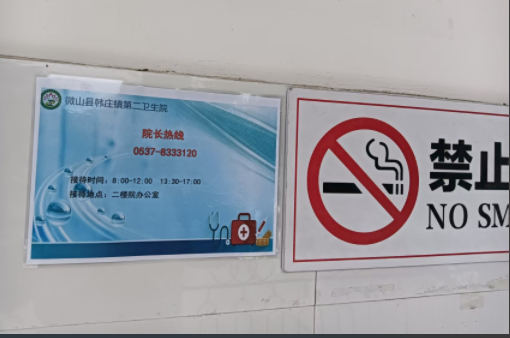 微山县韩庄镇第二卫生院
院长热线
0537-8333120
接待时间：8:00-12:00 13:30-17:00
接待地点：二楼院办公室
禁止
NO SM